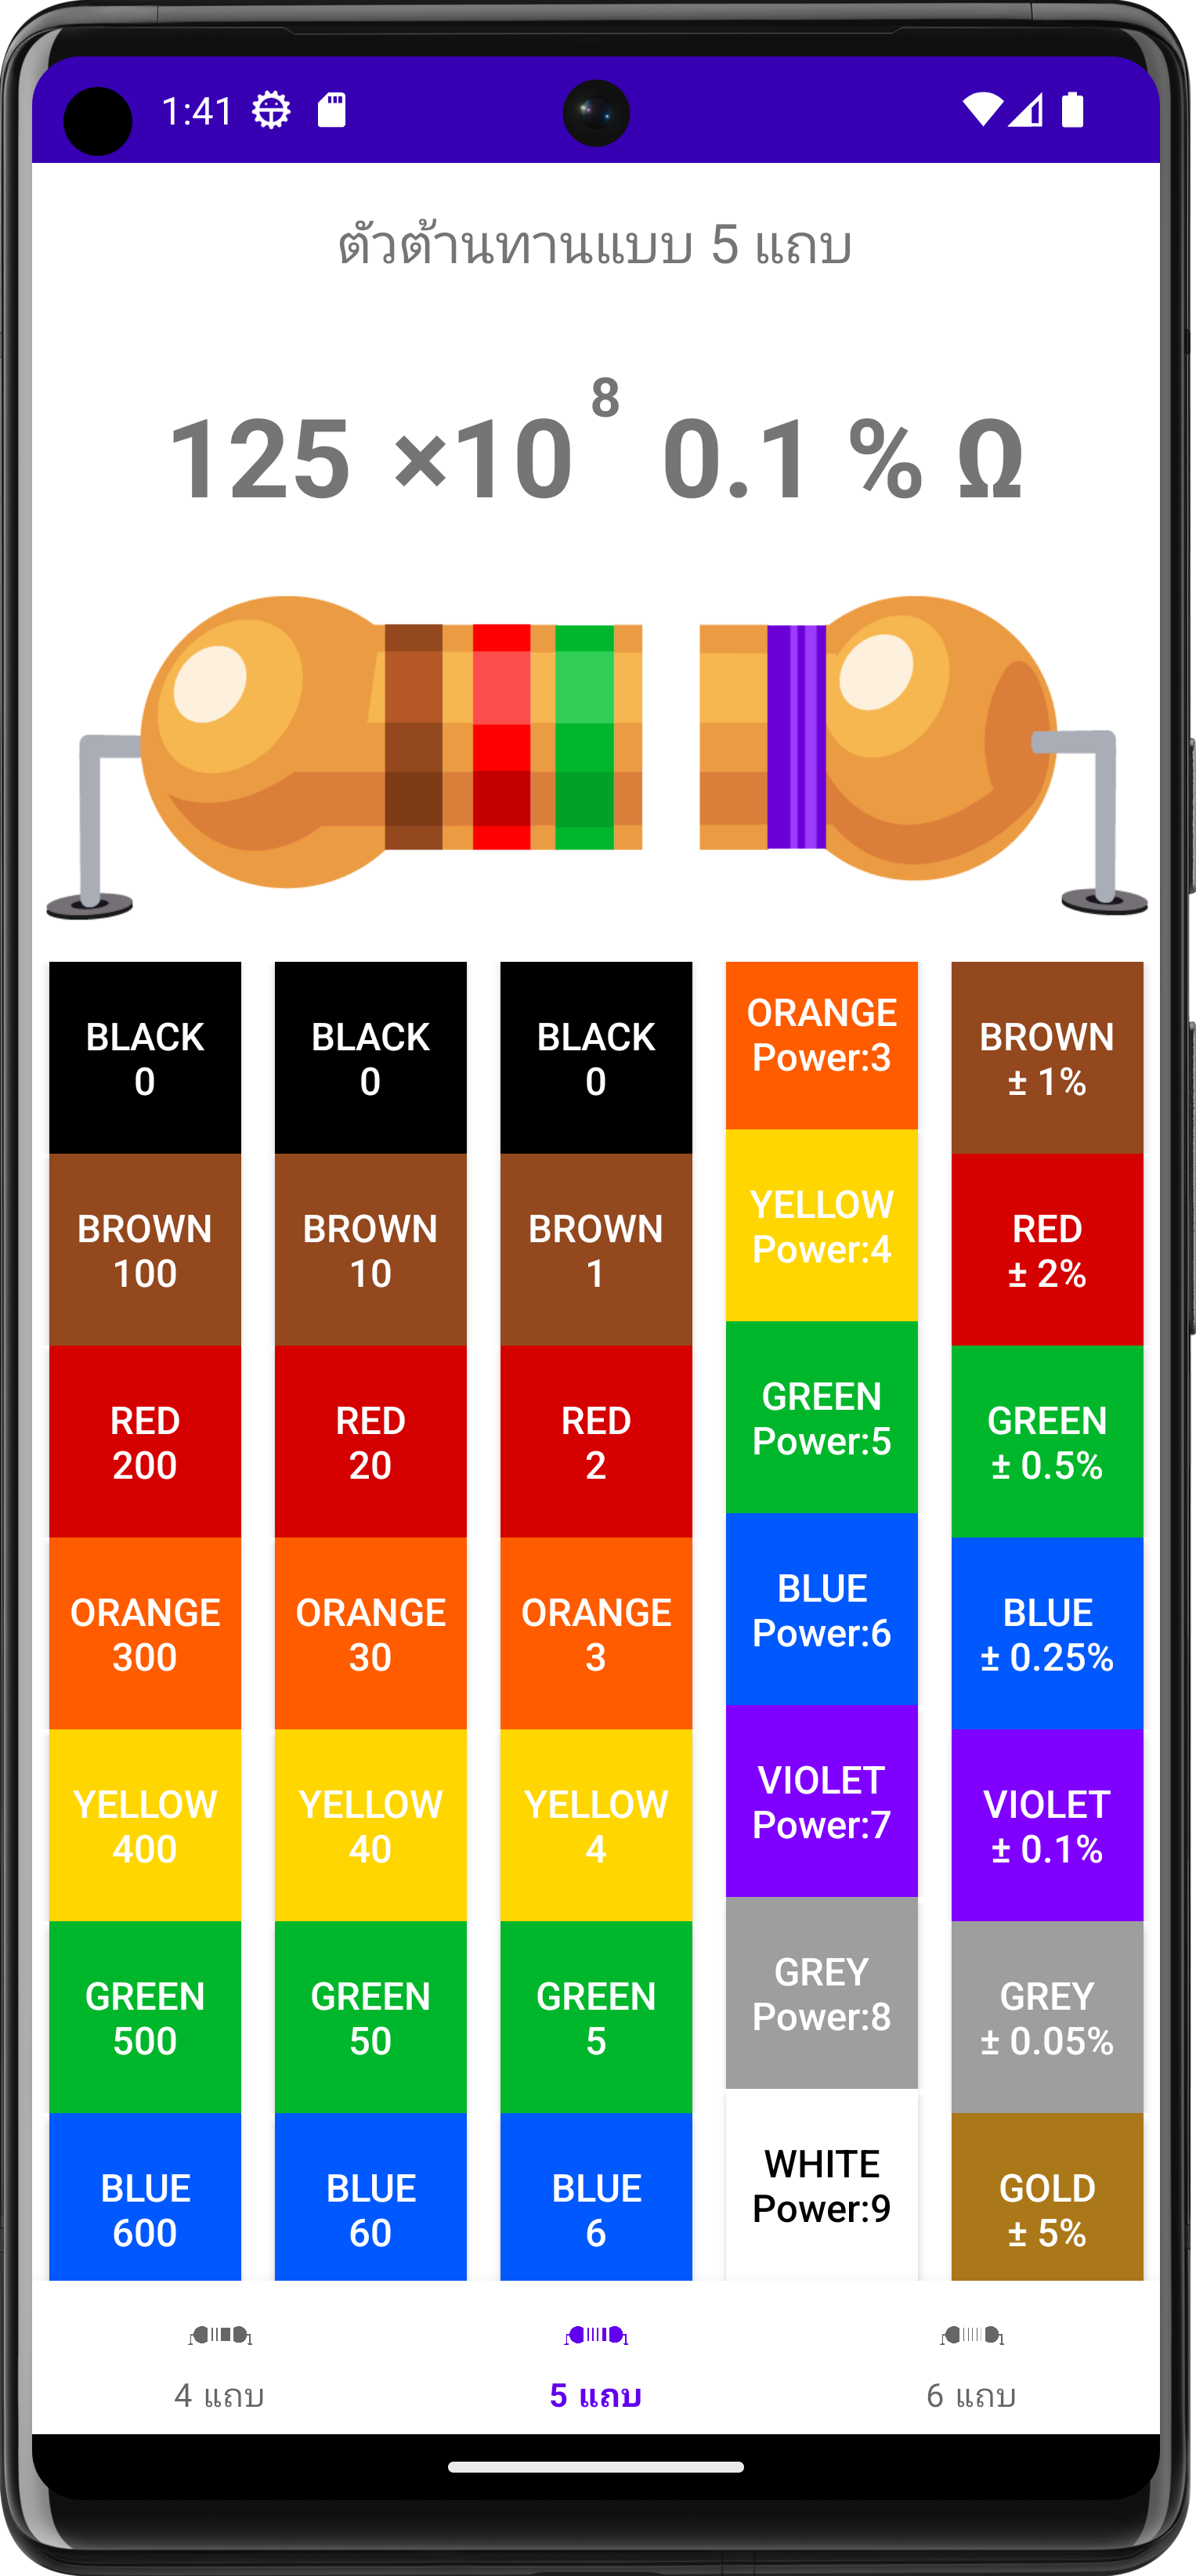 1:41
ตัวต้านทานแบบ 5 แถบ
125 ×10 8 0.1 % Ω
BLACK
0
BROWN
100
RED
200
ORANGE
300
YELLOW
400
GREEN
500
BLUE
600
BLACK
0
BROWN
10
RED
20
ORANGE
30
YELLOW
40
GREEN
50
BLUE
60
BLACK
0
BROWN
1
RED
2
ORANGE
3
YELLOW
4
GREEN
5
BLUE
6
ORANGE
Power:3
YELLOW
Power:4
GREEN
Power:5
BLUE
Power:6
VIOLET
Power:7
GREY
Power:8
WHITE
Power:9
BROWN
± 1%
RED
± 2%
GREEN
± 0.5%
BLUE
± 0.25%
VIOLET
± 0.1%
GREY
± 0.05%
GOLD
± 5%
4 แถบ
5 แถบ
6 แถบ